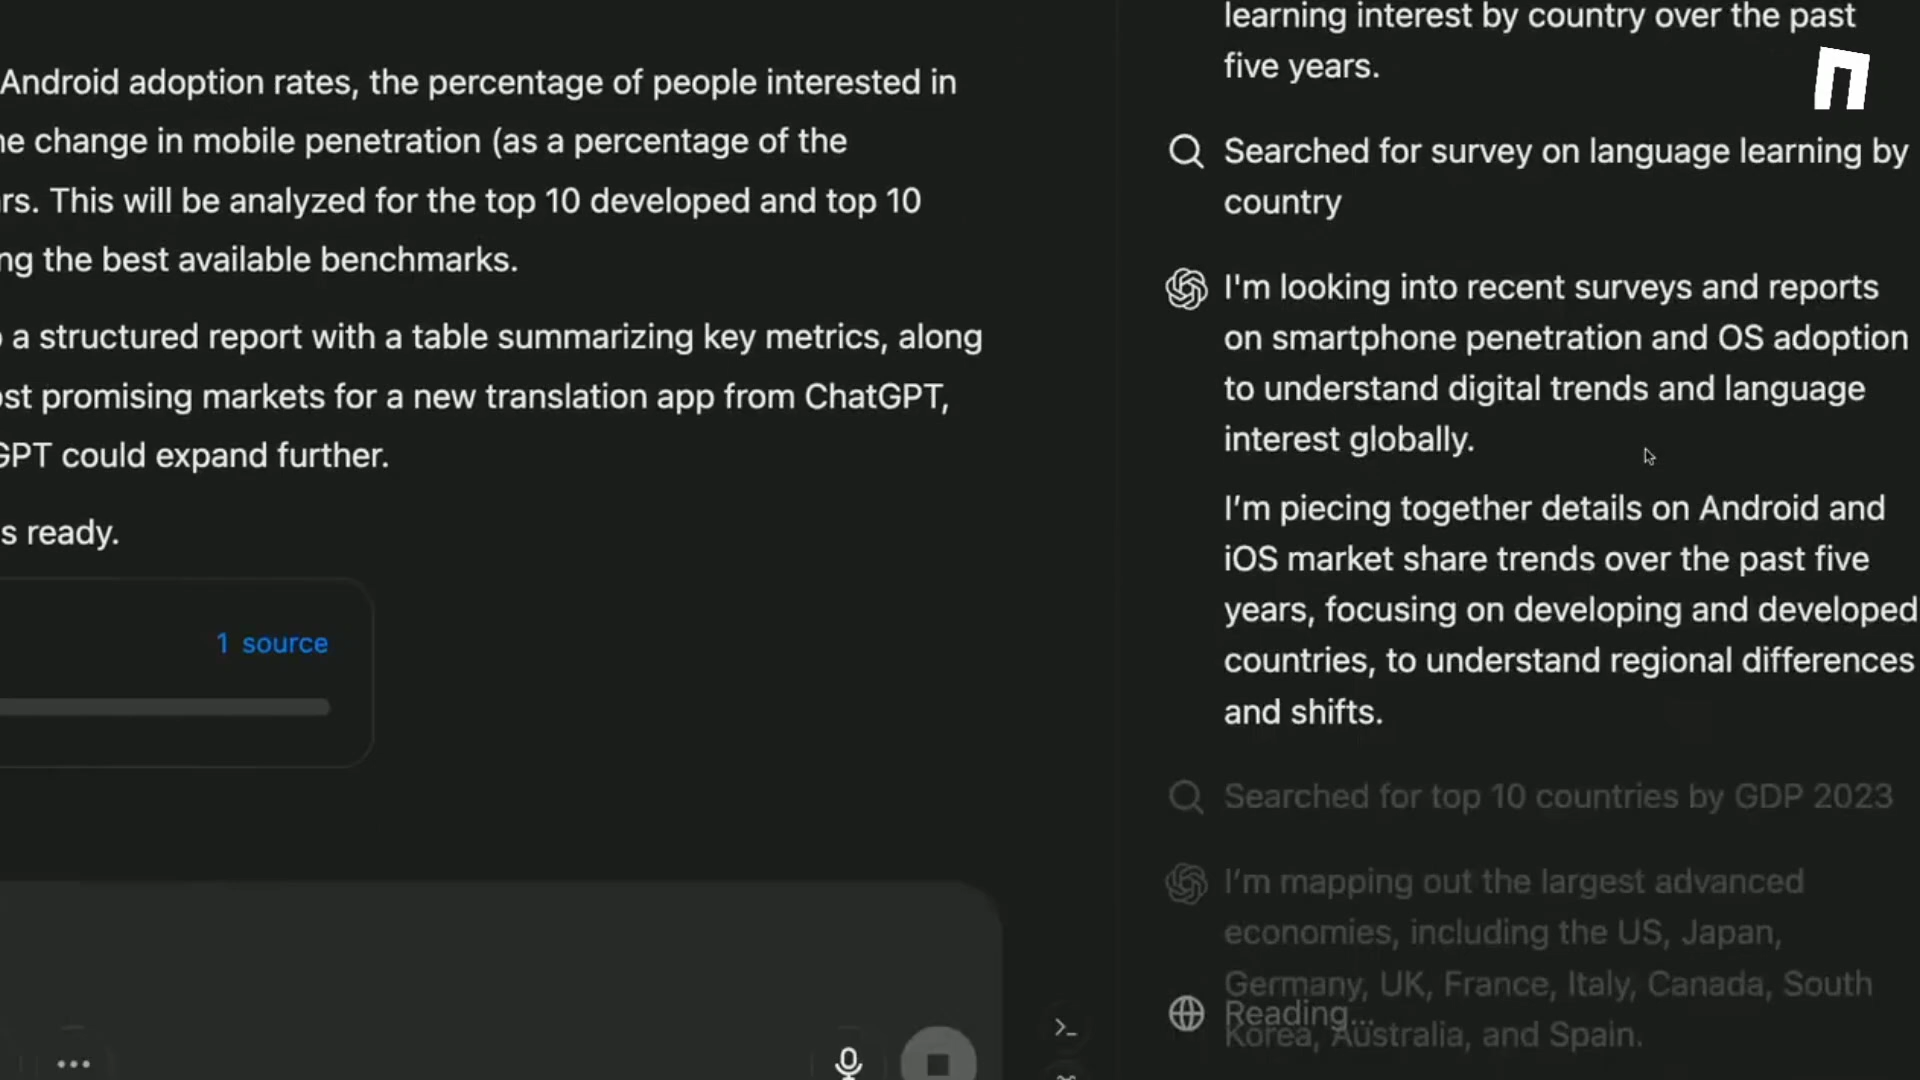 Android adoption rates, the percentage of people interested in
he change in mobile penetration (as a percentage of the
rs. This will be analyzed for the top 10 developed and top 10
ng the best available benchmarks.
a structured report with a table summarizing key metrics, along
ost promising markets for a new translation app from ChatGPT,
GPT could expand further.
s ready.
1 source
learning interest by country over the past
five years.
Searched for survey on language learning by
country
I'm looking into recent surveys and reports
on smartphone penetration and OS adoption
to understand digital trends and language
interest globally.
I’m piecing together details on Android and
iOS market share trends over the past five
years, focusing on developing and developed
countries, to understand regional differences
and shifts.
Searched for top 10 countries by GDP 2023
I’m mapping out the largest advanced
economies, including the US, Japan,
Germany, UK, France, Italy, Canada, South
Reading...
Korea, Australia, and Spain.